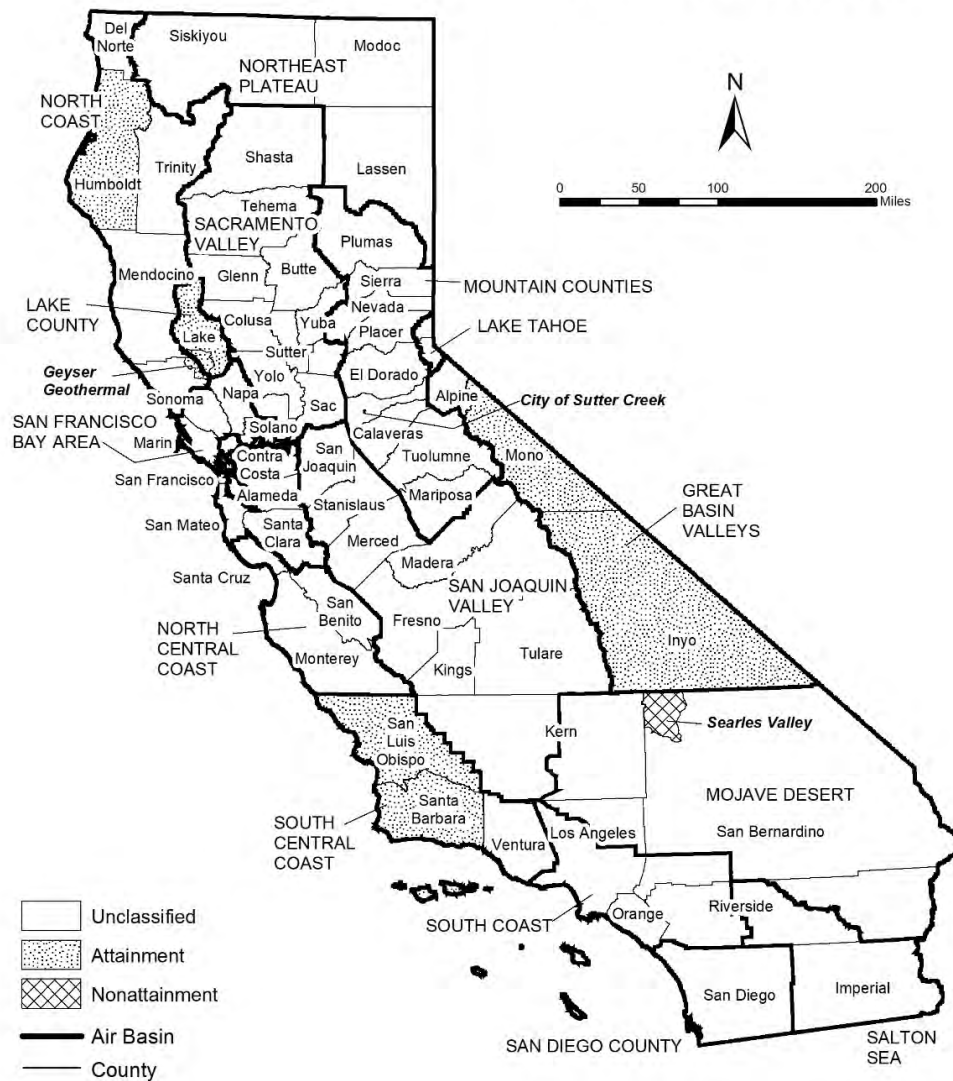 Del
Norte
Siskiyou
Modoc
NORTHEAST
PLATEAU
N
NORTH
COAST
Shasta
Lassen
Trinity
Humboldt
0 50 100 200
Miles
Tehema
SACRAMENTO
VALLEY
Plumas
Butte
Mendocino
Glenn
Sierra
MOUNTAIN COUNTIES
LAKE
COUNTY
Nevada
Colusa
Yuba
Placer
LAKE TAHOE
Lake
Sutter
Geyser
Geothermal
Yolo
El Dorado
Sonoma
Napa
Sac
Alpine
City of Sutter Creek
SAN FRANCISCO
BAY AREA
Solano
Marin
Calaveras
Contra
Costa
San
Joaquin
Tuolumne
Mono
San Francisco
Alameda
Mariposa
GREAT
BASIN
VALLEYS
Stanislaus
San Mateo
Santa
Clara
Merced
Madera
Santa Cruz
SAN JOAQUIN
VALLEY
San
Benito
NORTH
CENTRAL
COAST
Fresno
Inyo
Monterey
Kings
Tulare
San
Luis
Obispo
Kern
Searles Valley
MOJAVE DESERT
Santa
Barbara
San Bernardino
SOUTH
CENTRAL
COAST
Ventura
Los Angeles
SOUTH COAST
Orange
Riverside
Unclassified
Attainment
Nonattainment
Air Basin
County
San Diego
Imperial
SAN DIEGO COUNTY
SALTON
SEA